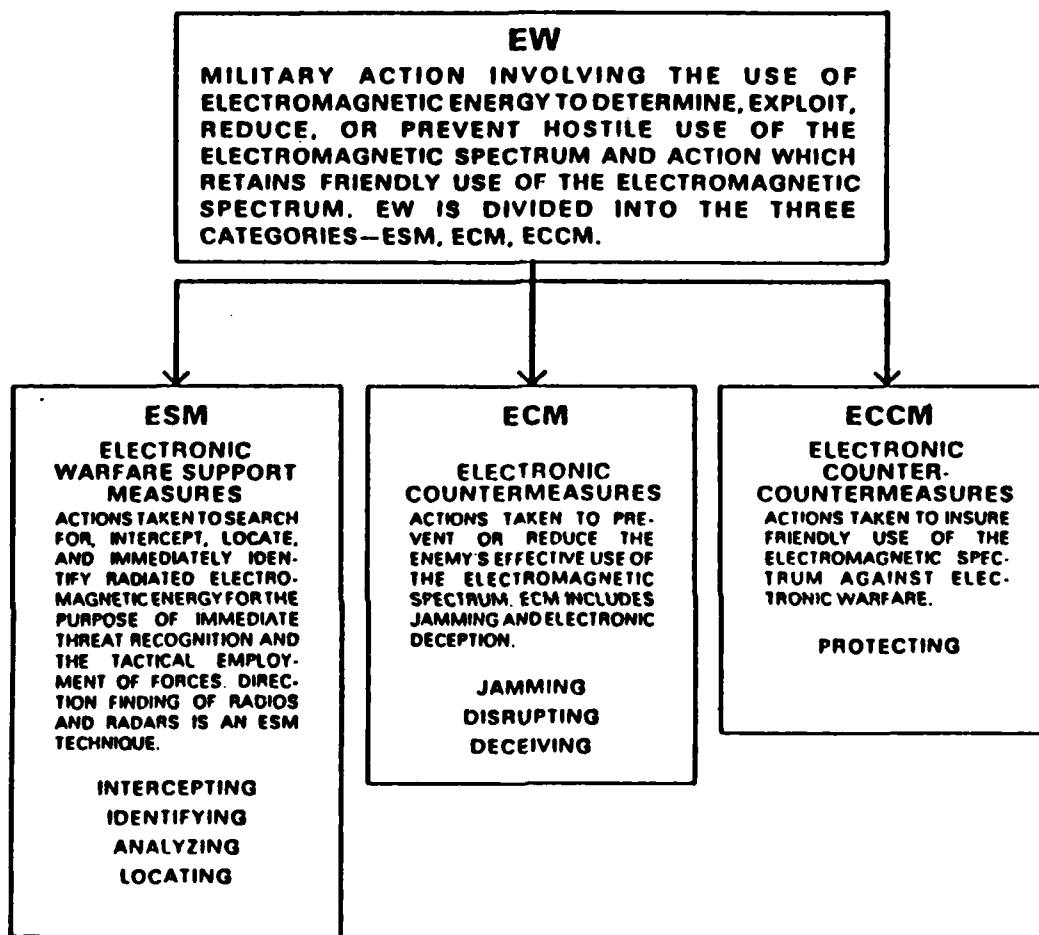 EW
MILITARY ACTION INVOLVING THE USE OF
ELECTROMAGNETIC ENERGY TO DETERMINE, EXPLOIT,
REDUCE, OR PREVENT HOSTILE USE OF THE
ELECTROMAGNETIC SPECTRUM AND ACTION WHICH
RETAINS FRIENDLY USE OF THE ELECTROMAGNETIC
SPECTRUM. EW IS DIVIDED INTO THE THREE
CATEGORIES—ESM, ECM, ECCM.
ESM
ELECTRONIC
WARFARE SUPPORT
MEASURES
ACTIONS TAKEN TO SEARCH
FOR, INTERCEPT, LOCATE,
AND IMMEDIATELY IDEN-
TIFY RADIATED ELECTRO-
MAGNETIC ENERGY FOR THE
PURPOSE OF IMMEDIATE
THREAT RECOGNITION AND
THE TACTICAL EMPLOY-
MENT OF FORCES. DIREC-
TION FINDING OF RADIOS
AND RADARS IS AN ESM
TECHNIQUE.
INTERCEPTING
IDENTIFYING
ANALYZING
LOCATING
ECM
ELECTRONIC
COUNTERMEASURES
ACTIONS TAKEN TO PRE-
VENT OR REDUCE THE
ENEMY'S EFFECTIVE USE OF
THE ELECTROMAGNETIC
SPECTRUM. ECM INCLUDES
JAMMING AND ELECTRONIC
DECEPTION.
JAMMING
DISRUPTING
DECEIVING
ECCM
ELECTRONIC
COUNTER-
COUNTERMEASURES
ACTIONS TAKEN TO INSURE
FRIENDLY USE OF THE
ELECTROMAGNETIC SPEC-
TRUM AGAINST ELEC-
TRONIC WARFARE.
PROTECTING